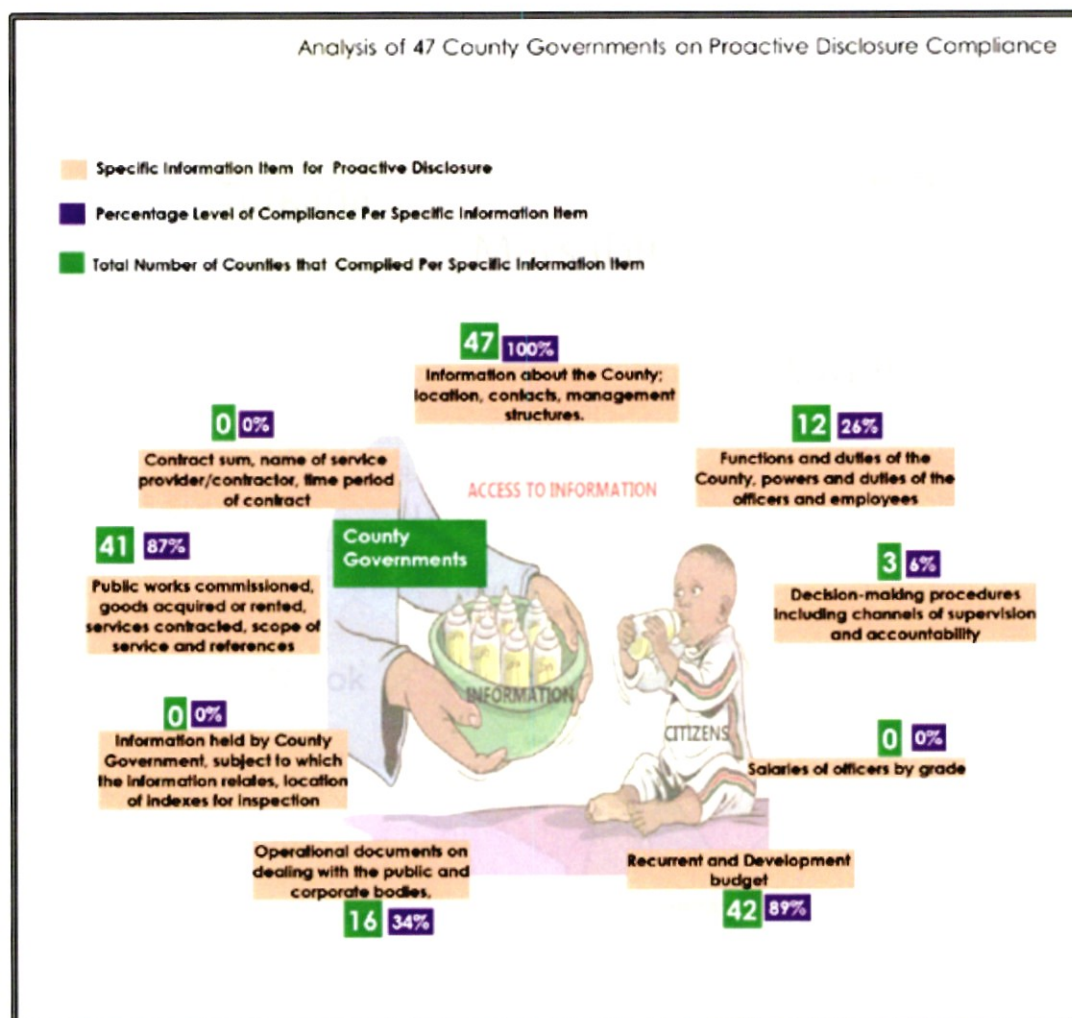 Analysis of 47 County Governments on Proactive Disclosure Compliance
Specific Information Item for Proactive Disclosure
Percentage Level of Compliance Per Specific Information Item
Total Number of Counties that Complied Per Specific Information Item
47 100%
Information about the County;
location, contacts, management
structures.
0 0%
Contract sum, name of service
provider/contractor, time period
of contract
12 26%
Functions and duties of the
County, powers and duties of the
officers and employees
ACCESS TO INFORMATION
County
Governments
41 87%
Public works commissioned,
goods acquired or rented,
services contracted, scope of
service and references
3 6%
Decision-making procedures
including channels of supervision
and accountability
INFORMATION
CITIZENS
0 0%
Information held by County
Government, subject to which
the information relates, location
of indexes for inspection
0 0%
Salaries of officers by grade
Operational documents on
dealing with the public and
corporate bodies.
16 34%
Recurrent and Development
budget
42 89%